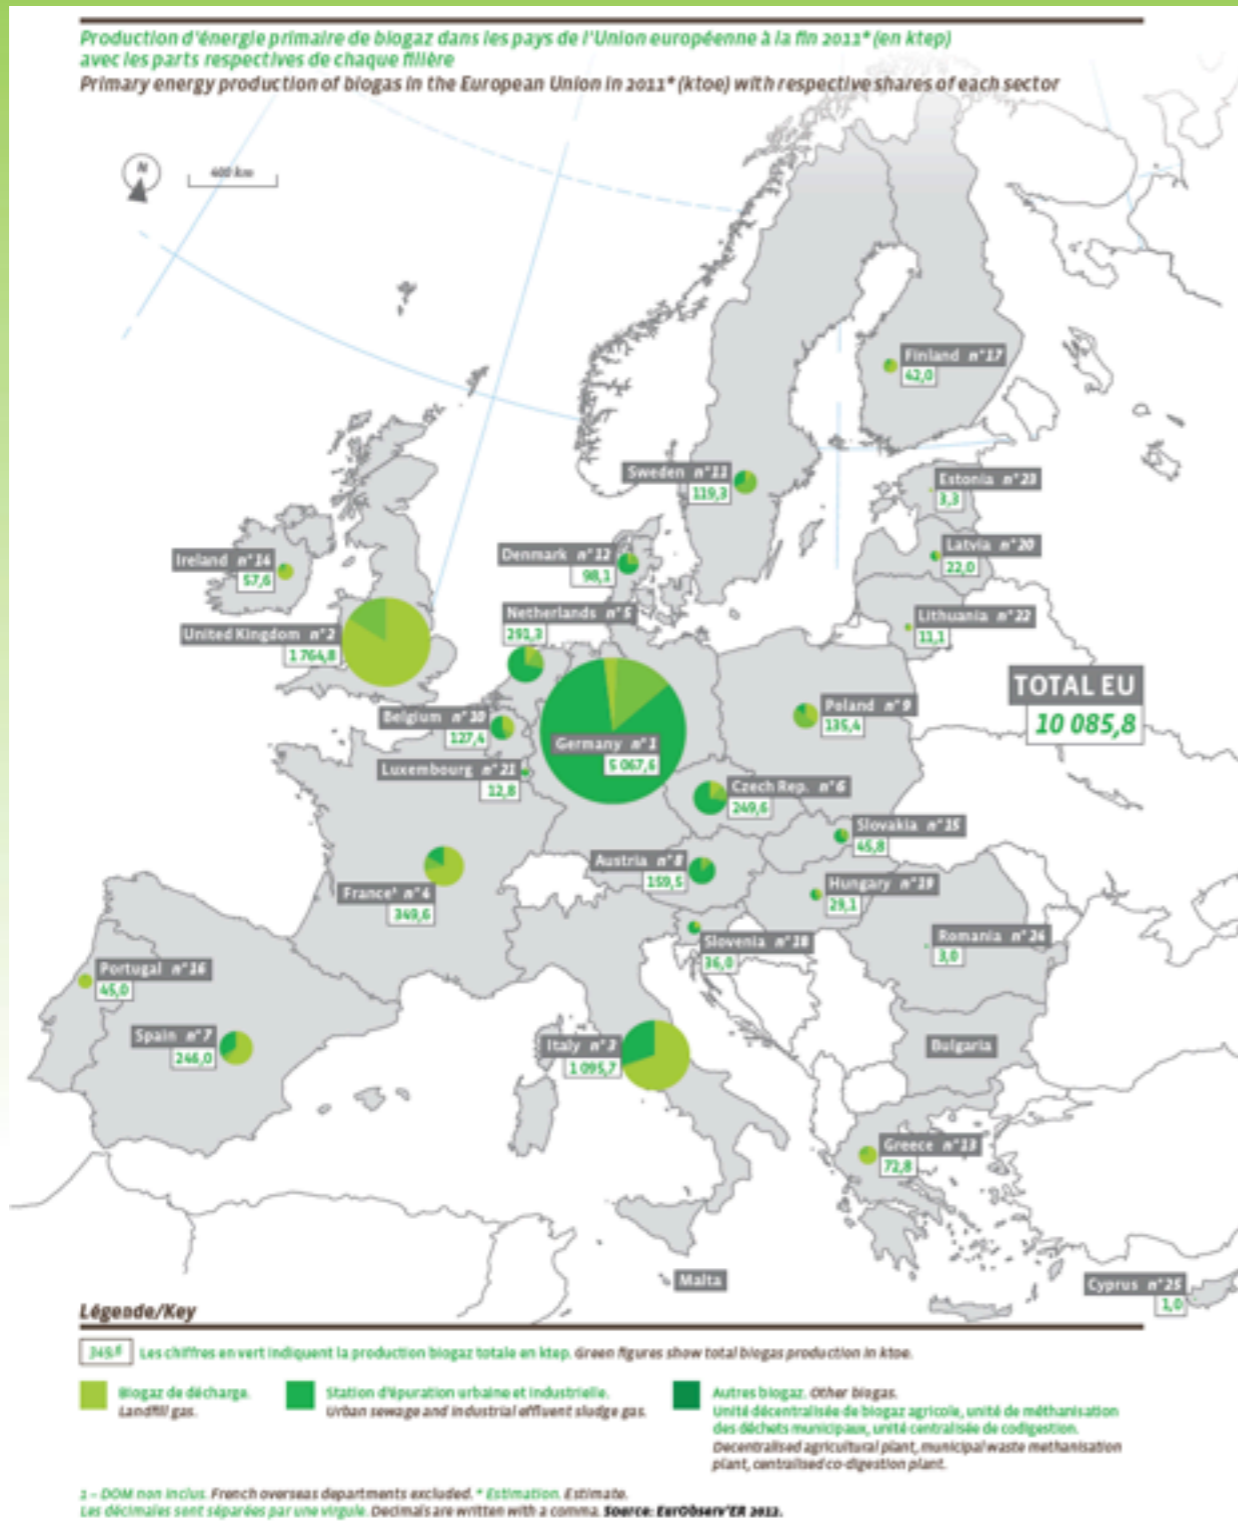 Production d'énergie primaire de biogaz dans les pays de l'Union européenne à la fin 2011* (en ktep)
avec les parts respectives de chaque filière
Primary energy production of biogas in the European Union in 2011* (ktoe) with respective shares of each sector
N
400 km
Finland n°17
42,0
Sweden n°11
119,3
Estonia n°23
3,3
Latvia n°20
22,0
Denmark n°12
98,1
Ireland n°14
57,6
Netherlands n°5
291,3
Lithuania n°22
11,1
United Kingdom n°2
1 764,8
TOTAL EU
10 085,8
Poland n°9
135,4
Belgium n°10
127,4
Germany n°1
5 067,6
Luxembourg n°21
12,8
Czech Rep. n°6
249,6
Slovakia n°15
45,8
Austria n°8
159,5
France¹ n°4
349,6
Hungary n°19
29,1
Slovenia n°18
36,0
Romania n°24
3,0
Portugal n°16
45,0
Spain n°7
246,0
Italy n°3
1 095,7
Bulgaria
Greece n°13
72,8
Malta
Cyprus n°25
1,0
Légende/Key
349,6 Les chiffres en vert indiquent la production biogaz totale en ktep. Green figures show total biogas production in ktoe.
Biogaz de décharge.
Landfill gas.
Station d'épuration urbaine et industrielle.
Urban sewage and industrial effluent sludge gas.
Autres biogaz. Other biogas.
Unité décentralisée de biogaz agricole, unité de méthanisation
des déchets municipaux, unité centralisée de codigestion.
Decentralised agricultural plant, municipal waste methanisation
plant, centralised co-digestion plant.
1 – DOM non inclus. French overseas departments excluded. * Estimation. Estimate.
Les décimales sont séparées par une virgule. Decimals are written with a comma. Source: EurObserv'ER 2012.